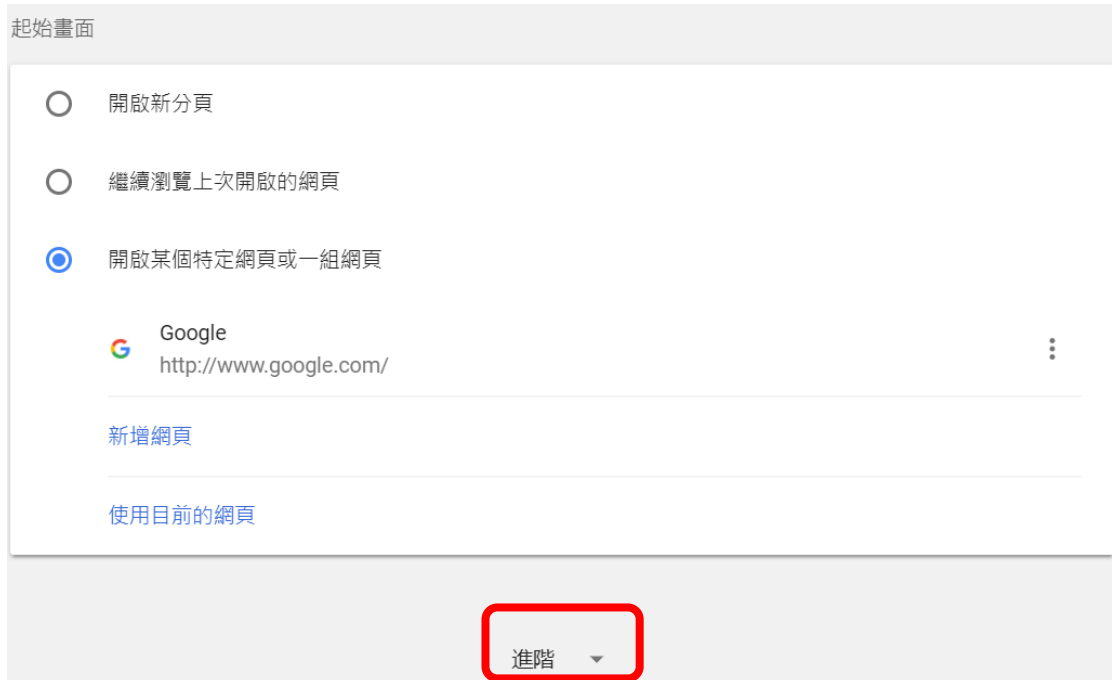 起始畫面
開啟新分頁
繼續瀏覽上次開啟的網頁
開啟某個特定網頁或一組網頁
Google
http://www.google.com/
新增網頁
使用目前的網頁
進階